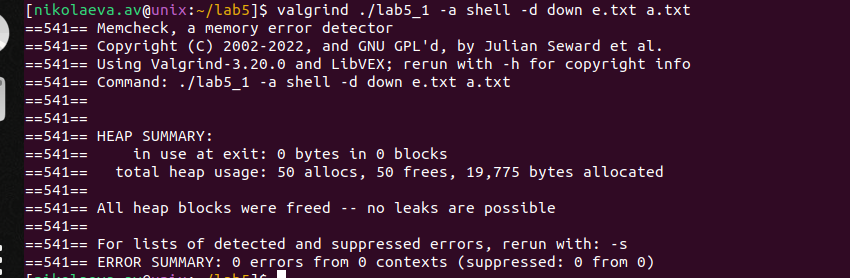 [nikolaeva.av@unix:~/lab5]$ valgrind ./lab5_1 -a shell -d down e.txt a.txt
==541== Memcheck, a memory error detector
==541== Copyright (C) 2002-2022, and GNU GPL'd, by Julian Seward et al.
==541== Using Valgrind-3.20.0 and LibVEX; rerun with -h for copyright info
==541== Command: ./lab5_1 -a shell -d down e.txt a.txt
==541==
==541==
==541== HEAP SUMMARY:
==541==     in use at exit: 0 bytes in 0 blocks
==541==   total heap usage: 50 allocs, 50 frees, 19,775 bytes allocated
==541==
==541== All heap blocks were freed -- no leaks are possible
==541==
==541== For lists of detected and suppressed errors, rerun with: -s
==541== ERROR SUMMARY: 0 errors from 0 contexts (suppressed: 0 from 0)
[nikolaeva.av@unix:~/lab5]$